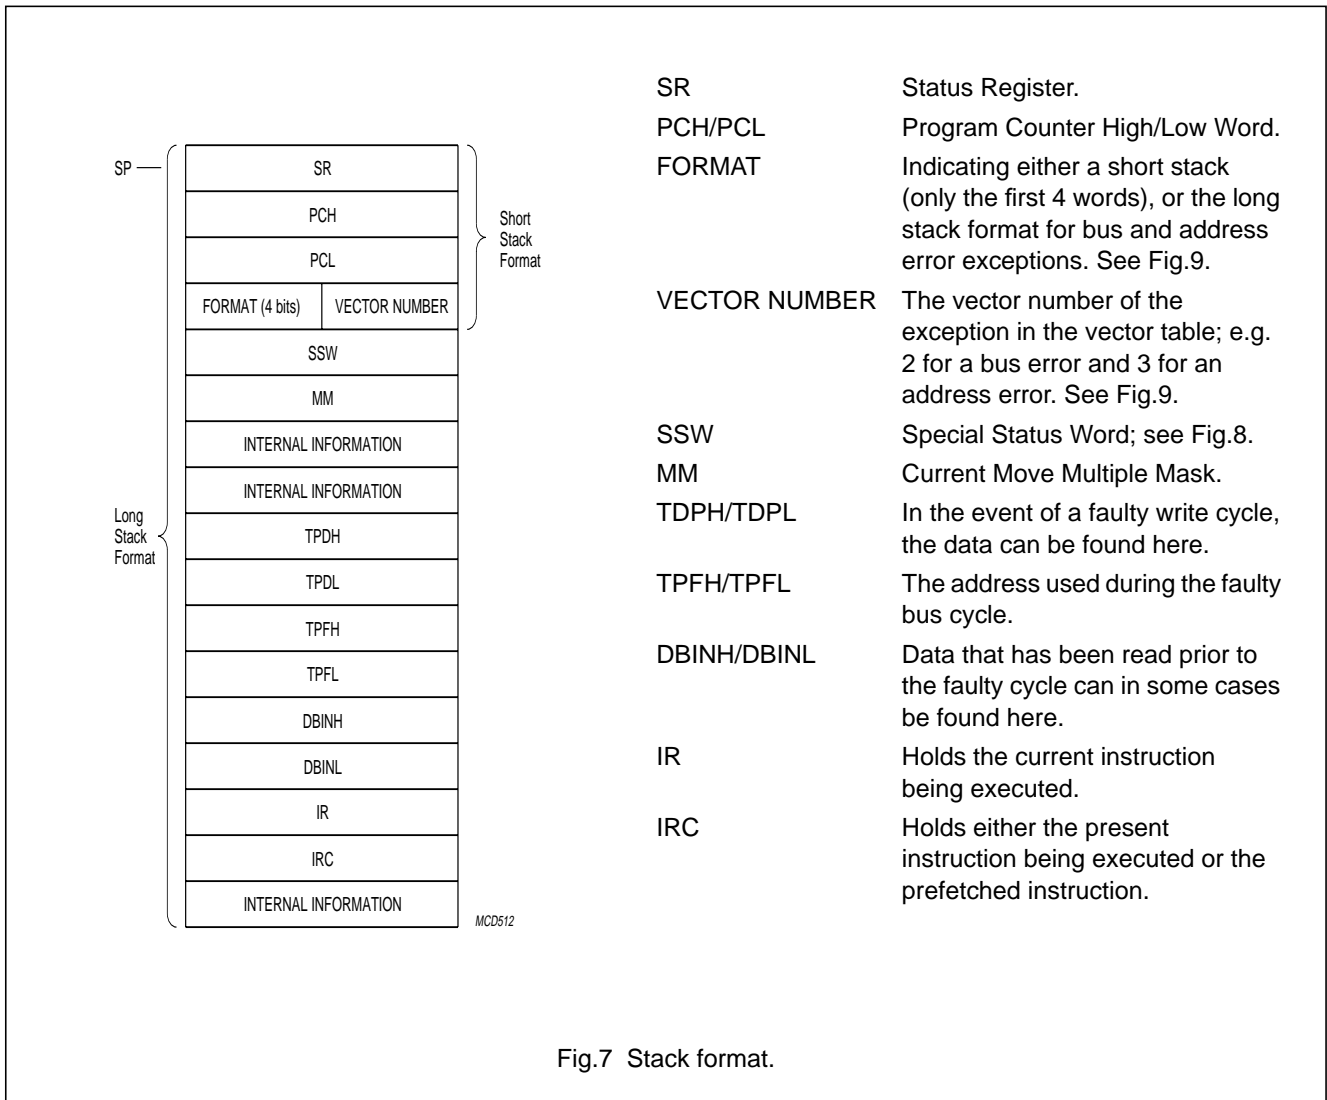 SP
SR
PCH
PCL
FORMAT (4 bits) VECTOR NUMBER
Short
Stack
Format
SSW
MM
INTERNAL INFORMATION
INTERNAL INFORMATION
Long
Stack
Format
TPDH
TPDL
TPFH
TPFL
DBINH
DBINL
IR
IRC
INTERNAL INFORMATION
MCD512
SR Status Register.
PCH/PCL Program Counter High/Low Word.
FORMAT Indicating either a short stack
(only the first 4 words), or the long
stack format for bus and address
error exceptions. See Fig.9.
VECTOR NUMBER The vector number of the
exception in the vector table; e.g.
2 for a bus error and 3 for an
address error. See Fig.9.
SSW Special Status Word; see Fig.8.
MM Current Move Multiple Mask.
TDPH/TDPL In the event of a faulty write cycle,
the data can be found here.
TPFH/TPFL The address used during the faulty
bus cycle.
DBINH/DBINL Data that has been read prior to
the faulty cycle can in some cases
be found here.
IR Holds the current instruction
being executed.
IRC Holds either the present
instruction being executed or the
prefetched instruction.
Fig.7 Stack format.